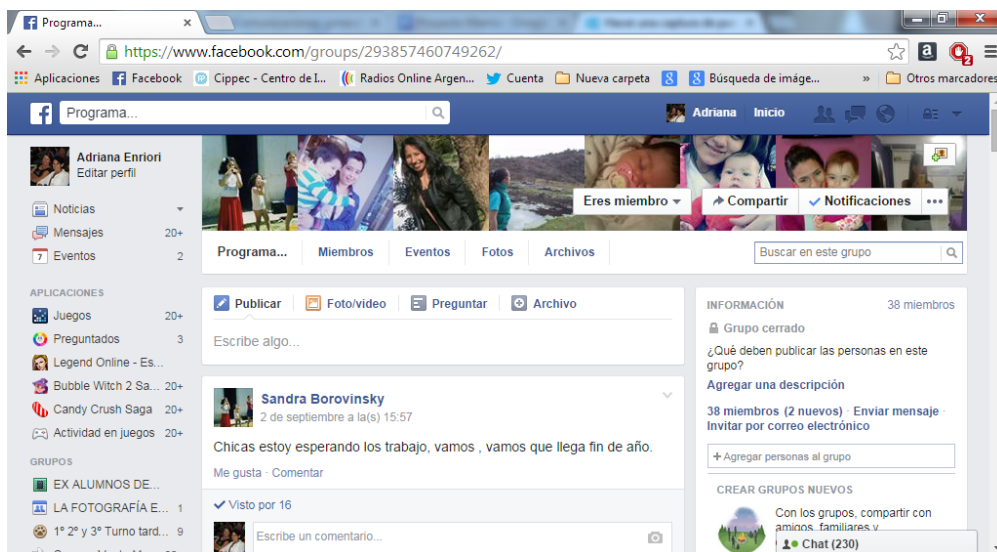 Programa...
https://www.facebook.com/groups/293857460749262/
Aplicaciones Facebook Cippec - Centro de I... Radios Online Argen... Cuenta Nueva carpeta Búsqueda de imáge... » Otros marcadores
Programa...
Adriana Inicio
Adriana Enriori
Editar perfil
Noticias
Mensajes 20+
Eventos 2
APLICACIONES
Juegos 20+
Preguntados 3
Legend Online - Es...
Bubble Witch 2 Sa... 20+
Candy Crush Saga 20+
Actividad en juegos 20+
GRUPOS
EX ALUMNOS DE...
LA FOTOGRAFÍA E... 1
1º 2º y 3º Turno tard... 9
Eres miembro Compartir Notificaciones
Programa... Miembros Eventos Fotos Archivos
Buscar en este grupo
Publicar Foto/video Preguntar Archivo
Escribe algo...
Sandra Borovinsky
2 de septiembre a la(s) 15:57
Chicas estoy esperando los trabajo, vamos , vamos que llega fin de año.
Me gusta · Comentar
Visto por 16
Escribe un comentario...
INFORMACIÓN 38 miembros
Grupo cerrado
¿Qué deben publicar las personas en este
grupo?
Agregar una descripción
38 miembros (2 nuevos) · Enviar mensaje ·
Invitar por correo electrónico
+ Agregar personas al grupo
CREAR GRUPOS NUEVOS
Con los grupos, compartir con
amigos, familiares y
Chat (230)